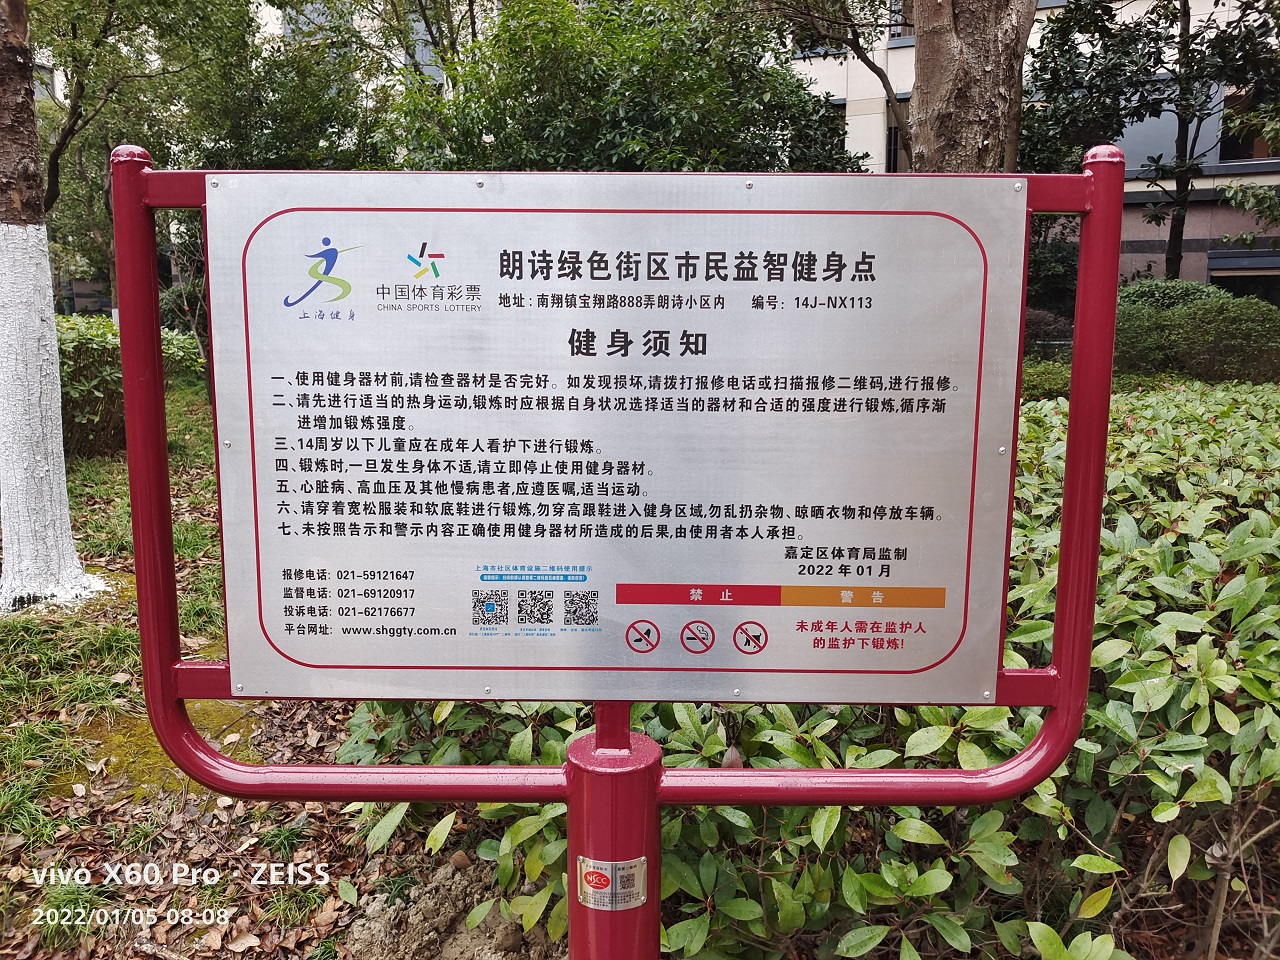 朗诗绿色街区市民益智健身点
中国体育彩票
CHINA SPORTS LOTTERY
上海健身
地址：南翔镇宝翔路888弄朗诗小区内 编号：14J-NX113
健身须知
一、使用健身器材前,请检查器材是否完好。如发现损坏,请拨打报修电话或扫描报修二维码,进行报修。
二、请先进行适当的热身运动,锻炼时应根据自身状况选择适当的器材和合适的强度进行锻炼,循序渐
进增加锻炼强度。
三、14周岁以下儿童应在成年人看护下进行锻炼。
四、锻炼时,一旦发生身体不适,请立即停止使用健身器材。
五、心脏病、高血压及其他慢病患者,应遵医嘱,适当运动。
六、请穿着宽松服装和软底鞋进行锻炼,勿穿高跟鞋进入健身区域,勿乱扔杂物、晾晒衣物和停放车辆。
七、未按照告示和警示内容正确使用健身器材所造成的后果,由使用者本人承担。
嘉定区体育局监制
2022年01月
报修电话：021-59121647
监督电话：021-69120917
投诉电话：021-62176677
平台网址：www.shggty.com.cn
上海市社区体育设施二维码使用提示
禁止 警告
未成年人需在监护人
的监护下锻炼!
NSCC
vivo X60 Pro · ZEISS
2022/01/05 08:08